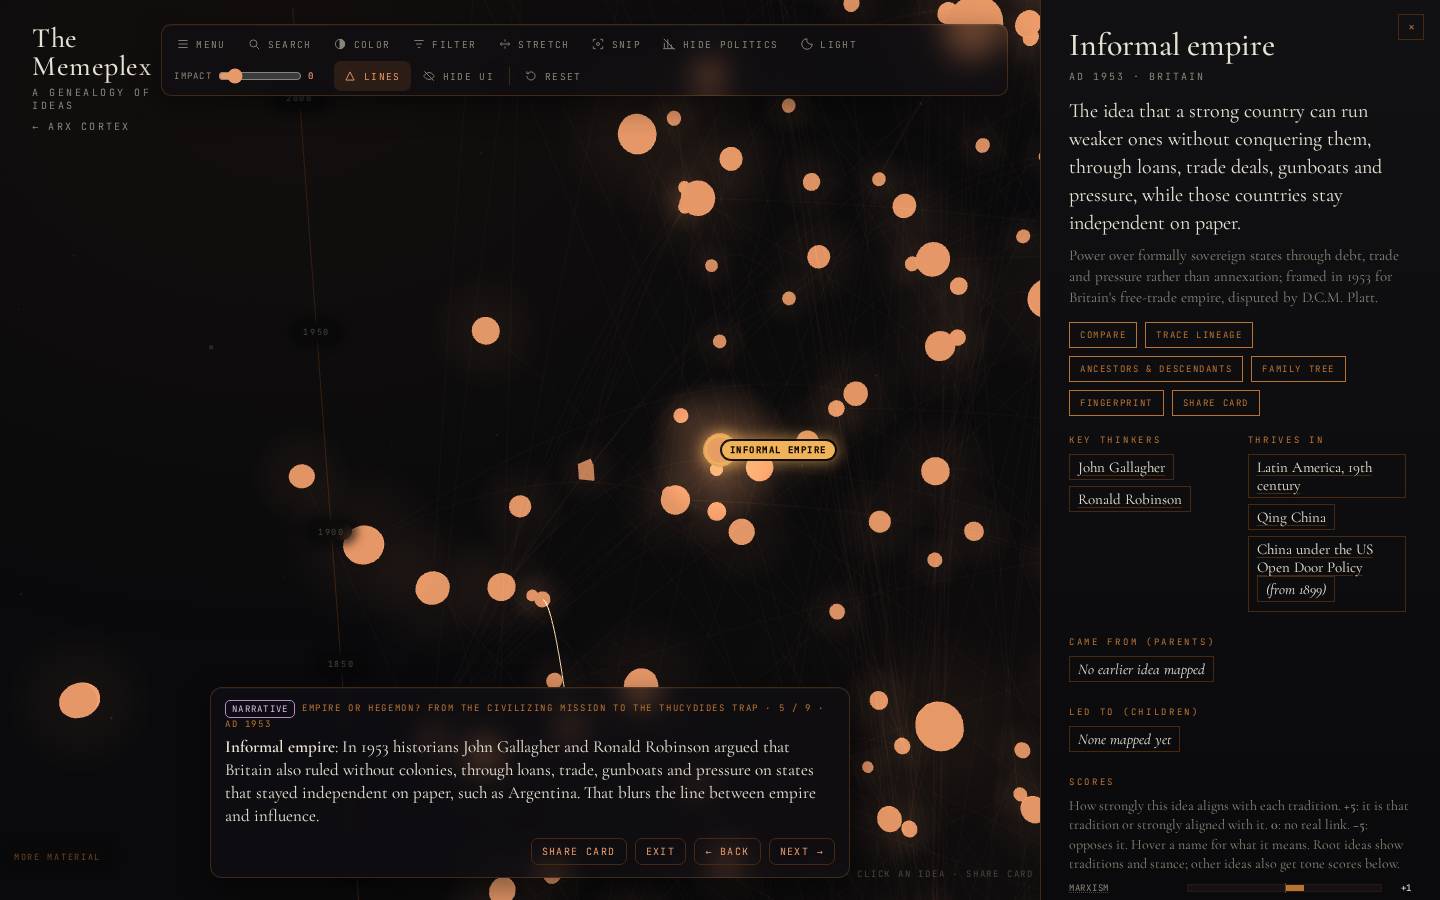 The
Memeplex
A GENEALOGY OF
IDEAS
← ARX CORTEX
MENU
SEARCH
COLOR
FILTER
STRETCH
SNIP
HIDE POLITICS
LIGHT
IMPACT
0
LINES
HIDE UI
RESET
2000
1950
1900
1850
INFORMAL EMPIRE
NARRATIVE EMPIRE OR HEGEMON? FROM THE CIVILIZING MISSION TO THE THUCYDIDES TRAP · 5 / 9 ·
AD 1953
Informal empire: In 1953 historians John Gallagher and Ronald Robinson argued that
Britain also ruled without colonies, through loans, trade, gunboats and pressure on states
that stayed independent on paper, such as Argentina. That blurs the line between empire
and influence.
SHARE CARD
EXIT
← BACK
NEXT →
MORE MATERIAL
CLICK AN IDEA · SHARE CARD
×
Informal empire
AD 1953 · BRITAIN
The idea that a strong country can run
weaker ones without conquering them,
through loans, trade deals, gunboats and
pressure, while those countries stay
independent on paper.
Power over formally sovereign states through debt, trade
and pressure rather than annexation; framed in 1953 for
Britain's free-trade empire, disputed by D.C.M. Platt.
COMPARE
TRACE LINEAGE
ANCESTORS & DESCENDANTS
FAMILY TREE
FINGERPRINT
SHARE CARD
KEY THINKERS
John Gallagher
Ronald Robinson
THRIVES IN
Latin America, 19th
century
Qing China
China under the US
Open Door Policy
(from 1899)
CAME FROM (PARENTS)
No earlier idea mapped
LED TO (CHILDREN)
None mapped yet
SCORES
How strongly this idea aligns with each tradition. +5: it is that
tradition or strongly aligned with it. 0: no real link. −5:
opposes it. Hover a name for what it means. Root ideas show
traditions and stance; other ideas also get tone scores below.
MARXISM
+1